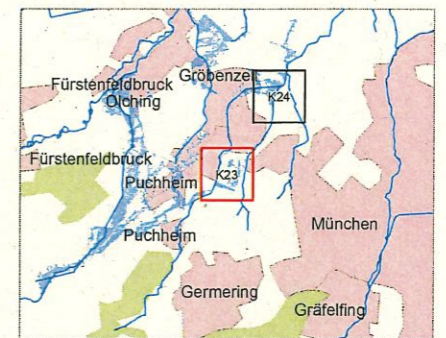 Gröbenzell
Fürstenfeldbruck
Olching
K24
Fürstenfeldbruck
K23
Puchheim
Puchheim
München
Germering
Gräfelfing